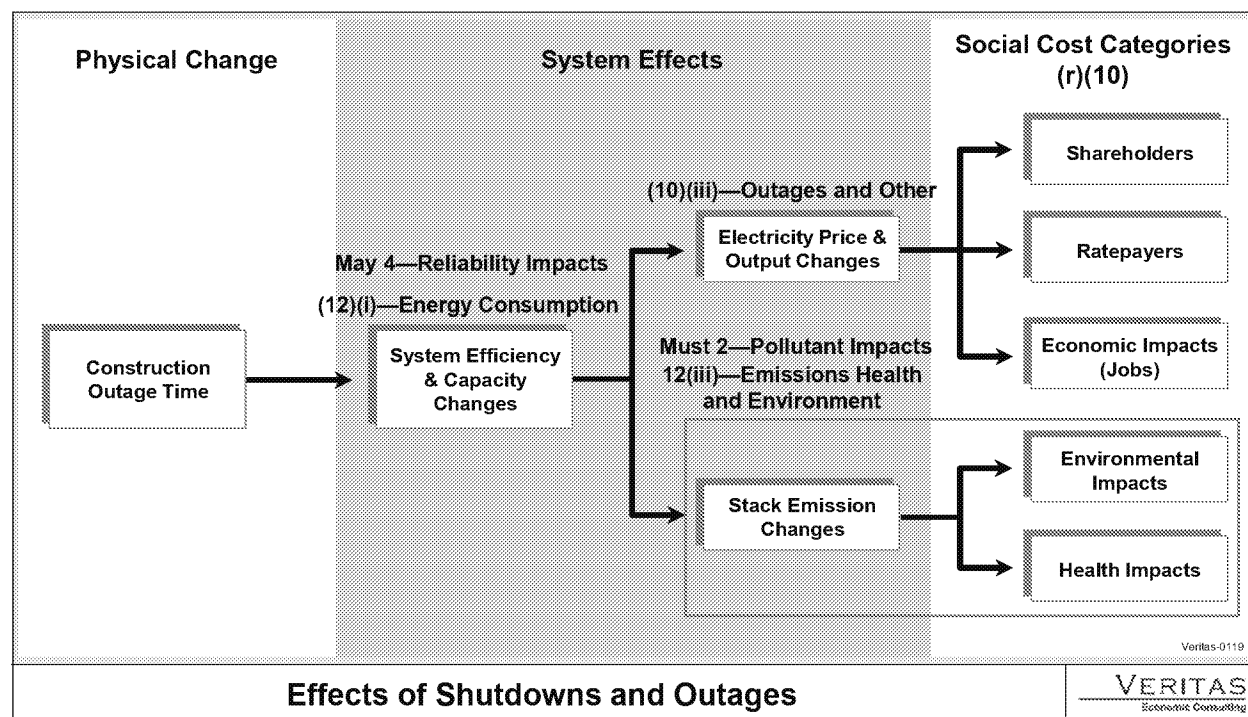 Physical Change
System Effects
Social Cost Categories
(r)(10)
Shareholders
(10)(iii)—Outages and Other
Electricity Price &
Output Changes
Ratepayers
May 4—Reliability Impacts
(12)(i)—Energy Consumption
Construction
Outage Time
System Efficiency
& Capacity
Changes
Must 2—Pollutant Impacts
12(iii)—Emissions Health
and Environment
Economic Impacts
(Jobs)
Environmental
Impacts
Stack Emission
Changes
Health Impacts
Veritas-0119
Effects of Shutdowns and Outages
VERITAS
Economic Consulting